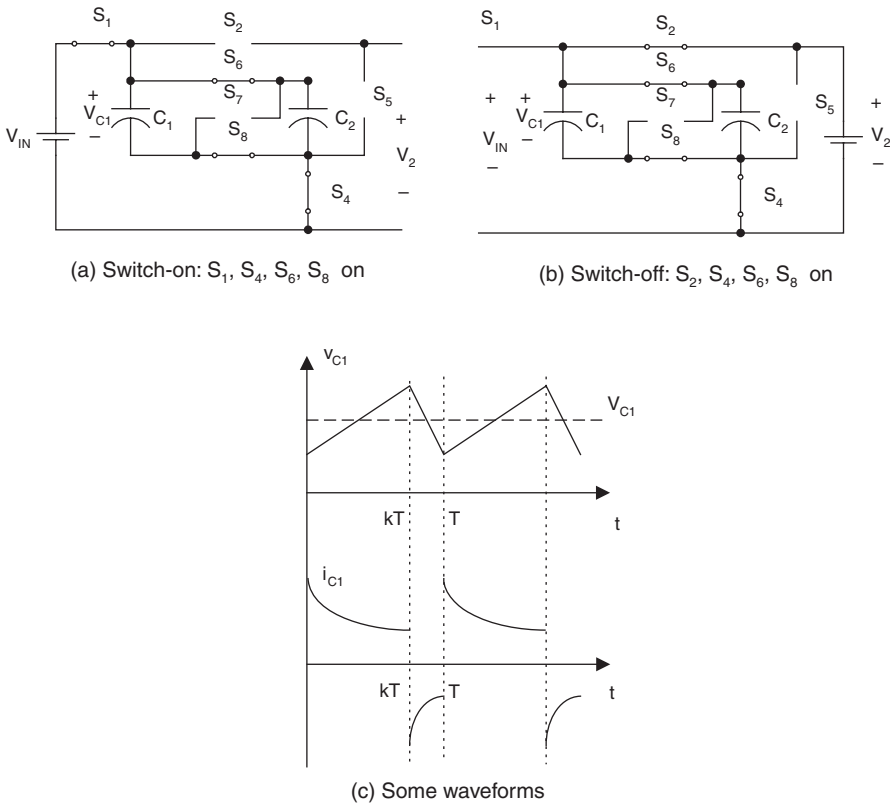 S₁ S₂
S₆
S₇
S₈
S₅
S₄
+
V_C1
–
C₁
C₂
V_IN
+
V₂
–
(a) Switch-on: S₁, S₄, S₆, S₈ on
S₁ S₂
S₆
S₇
S₈
S₅
S₄
+ +
V_C1
V_IN
–
–
C₁
C₂
+
V₂
–
(b) Switch-off: S₂, S₄, S₆, S₈ on
v_C1
V_C1
kT T t
i_C1
kT T t
(c) Some waveforms